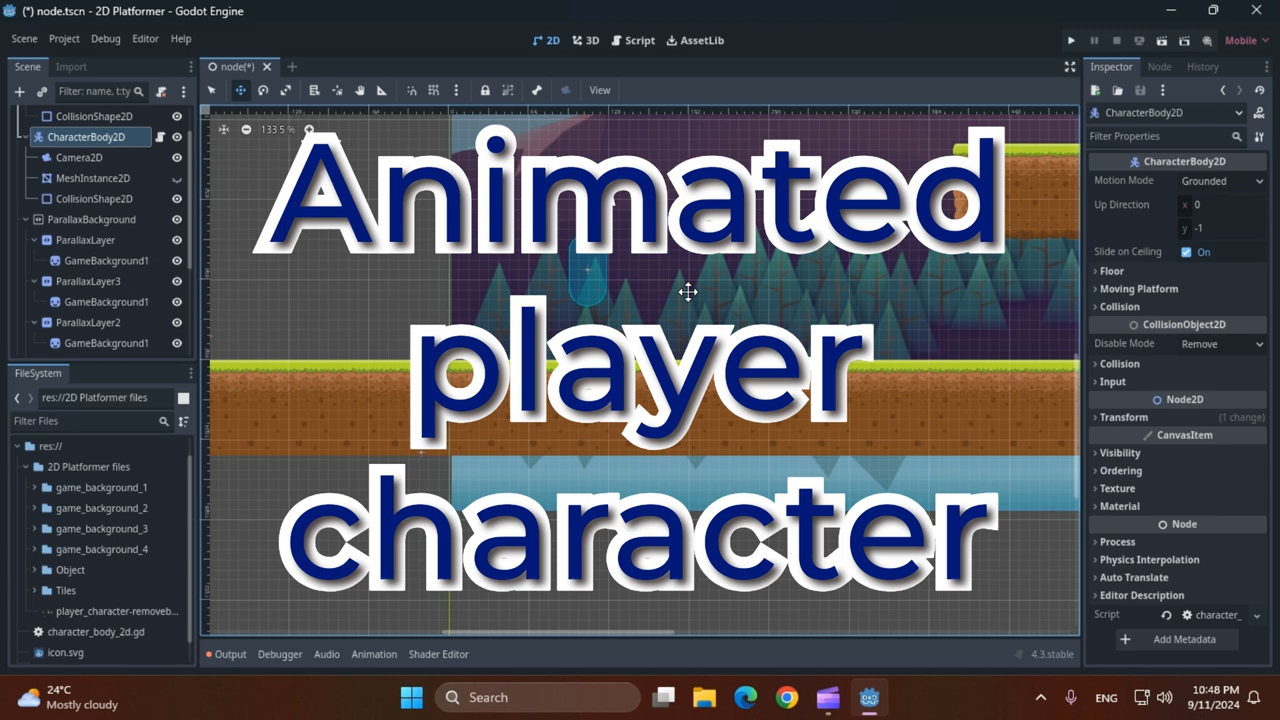 (*) node.tscn - 2D Platformer - Godot Engine
Scene Project Debug Editor Help
2D 3D Script AssetLib
Mobile
Scene Import
Filter: name, t:ty
CollisionShape2D
CharacterBody2D
Camera2D
MeshInstance2D
CollisionShape2D
ParallaxBackground
ParallaxLayer
GameBackground1
ParallaxLayer3
GameBackground1
ParallaxLayer2
GameBackground1
FileSystem
res://2D Platformer files
Filter Files
res://
2D Platformer files
game_background_1
game_background_2
game_background_3
game_background_4
Object
Tiles
player_character-removeb...
character_body_2d.gd
icon.svg
node(*)
View
133.5 %
Animated
player
character
Output Debugger Audio Animation Shader Editor
4.3.stable
Inspector Node History
CharacterBody2D
Filter Properties
CharacterBody2D
Motion Mode Grounded
Up Direction x 0
y -1
Slide on Ceiling On
Floor
Moving Platform
Collision
CollisionObject2D
Disable Mode Remove
Collision
Input
Node2D
Transform (1 change)
CanvasItem
Visibility
Ordering
Texture
Material
Node
Process
Physics Interpolation
Auto Translate
Editor Description
Script character_
Add Metadata
24°C
Mostly cloudy
Search
ENG
10:48 PM
9/11/2024